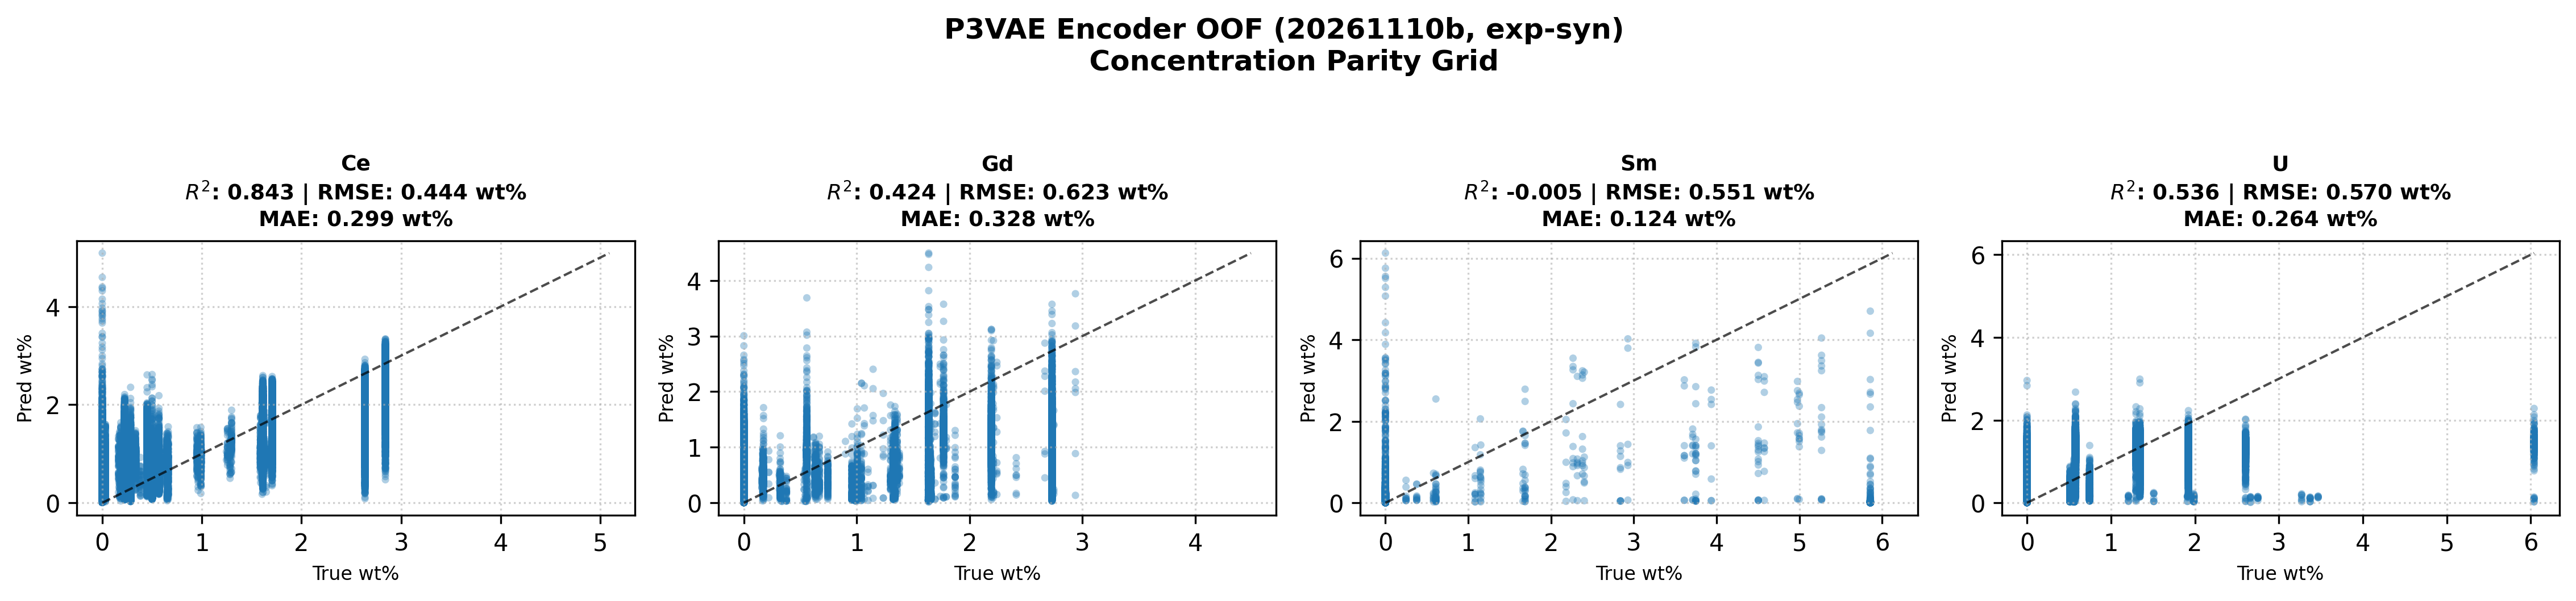 P3VAE Encoder OOF (20261110b, exp-syn)
Concentration Parity Grid
Ce
R²: 0.843 | RMSE: 0.444 wt%
MAE: 0.299 wt%
Pred wt%
4
2
0
0 1 2 3 4 5
True wt%
Gd
R²: 0.424 | RMSE: 0.623 wt%
MAE: 0.328 wt%
Pred wt%
4
3
2
1
0
0 1 2 3 4
True wt%
Sm
R²: -0.005 | RMSE: 0.551 wt%
MAE: 0.124 wt%
Pred wt%
6
4
2
0
0 1 2 3 4 5 6
True wt%
U
R²: 0.536 | RMSE: 0.570 wt%
MAE: 0.264 wt%
Pred wt%
6
4
2
0
0 1 2 3 4 5 6
True wt%